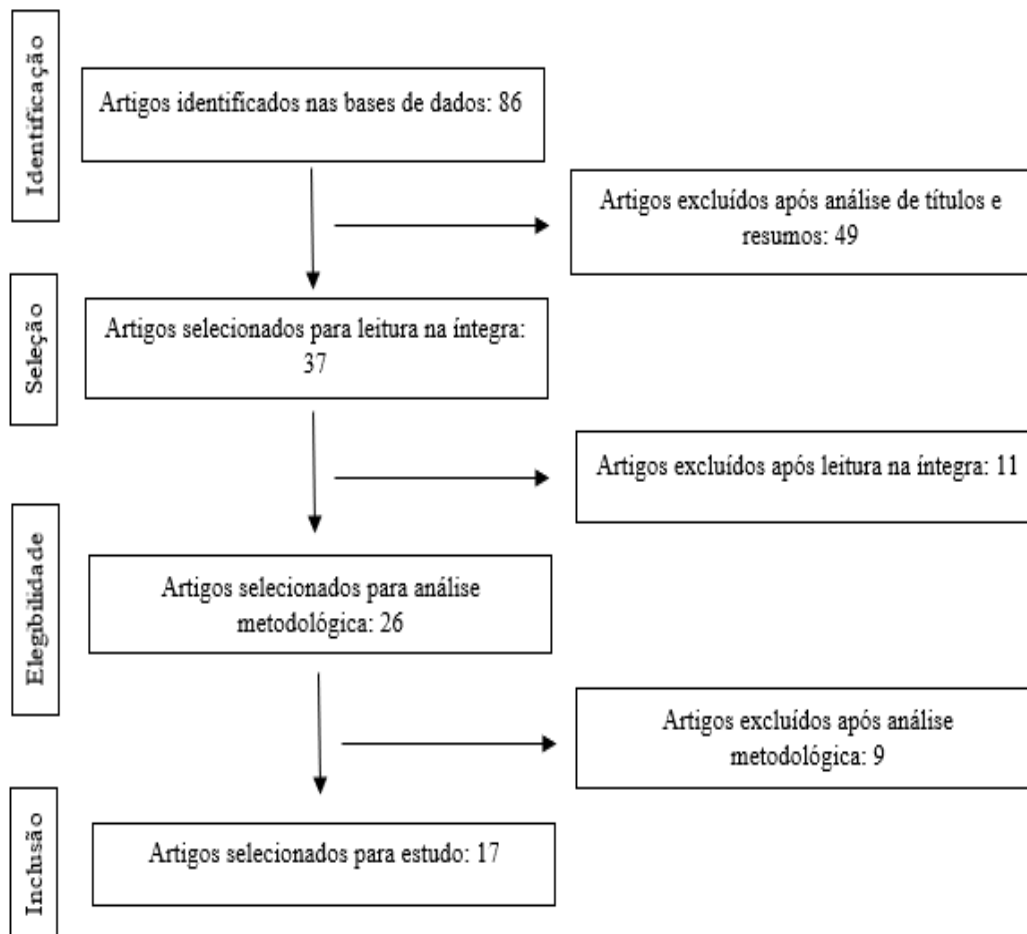 Identificação
Artigos identificados nas bases de dados: 86
Artigos excluídos após análise de títulos e
resumos: 49
Seleção
Artigos selecionados para leitura na íntegra:
37
Artigos excluídos após leitura na íntegra: 11
Elegibilidade
Artigos selecionados para análise
metodológica: 26
Artigos excluídos após análise
metodológica: 9
Inclusão
Artigos selecionados para estudo: 17